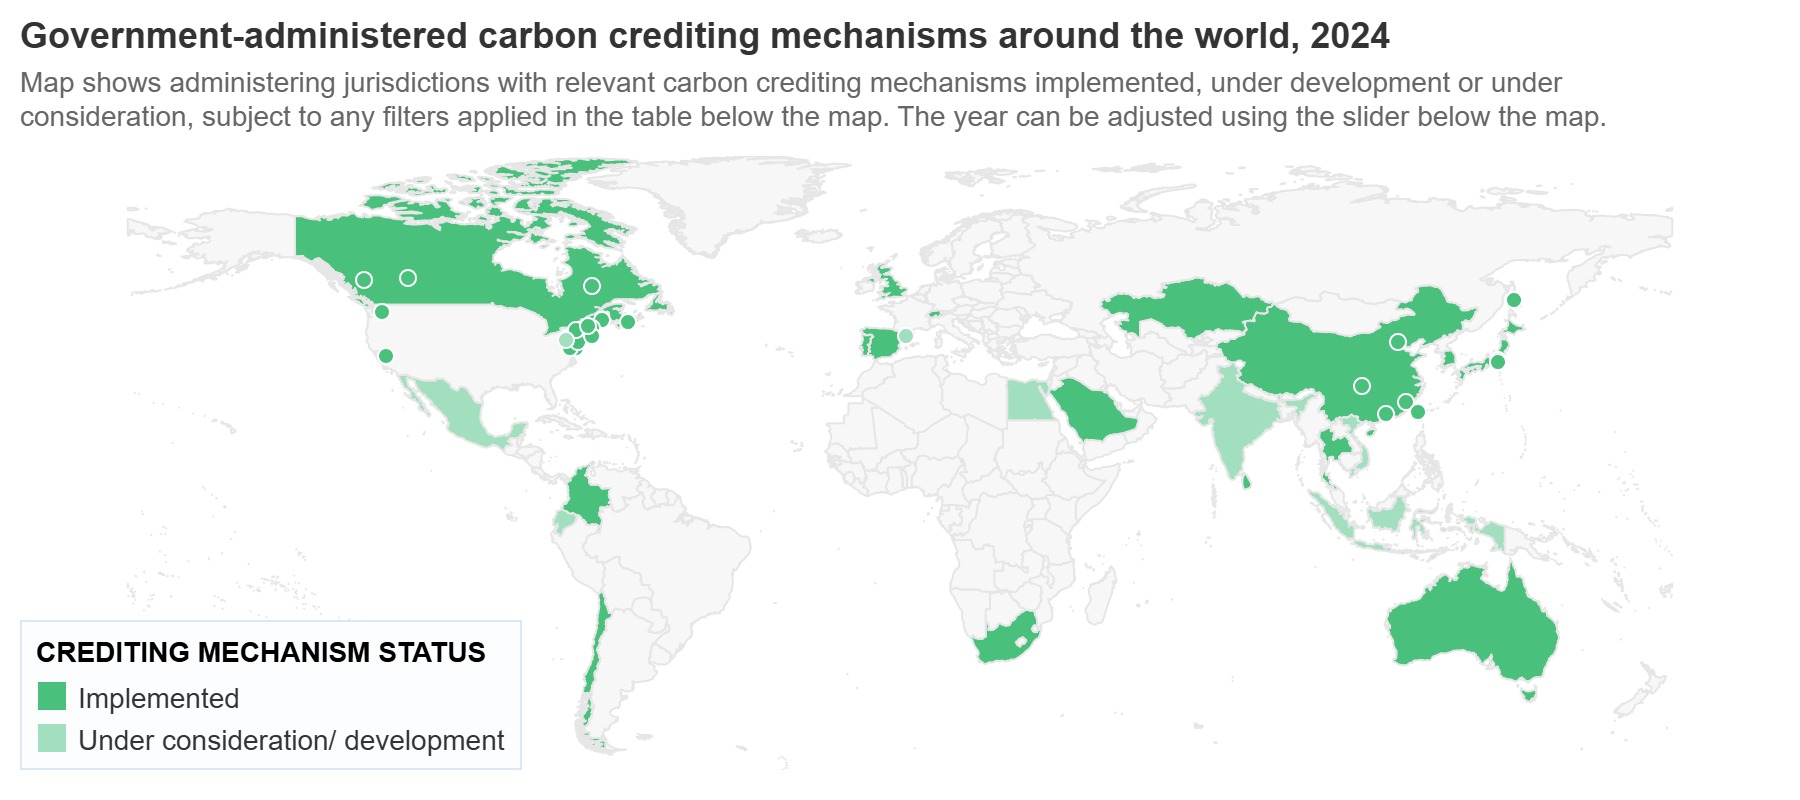 Government-administered carbon crediting mechanisms around the world, 2024
Map shows administering jurisdictions with relevant carbon crediting mechanisms implemented, under development or under
consideration, subject to any filters applied in the table below the map. The year can be adjusted using the slider below the map.
CREDITING MECHANISM STATUS
Implemented
Under consideration/ development